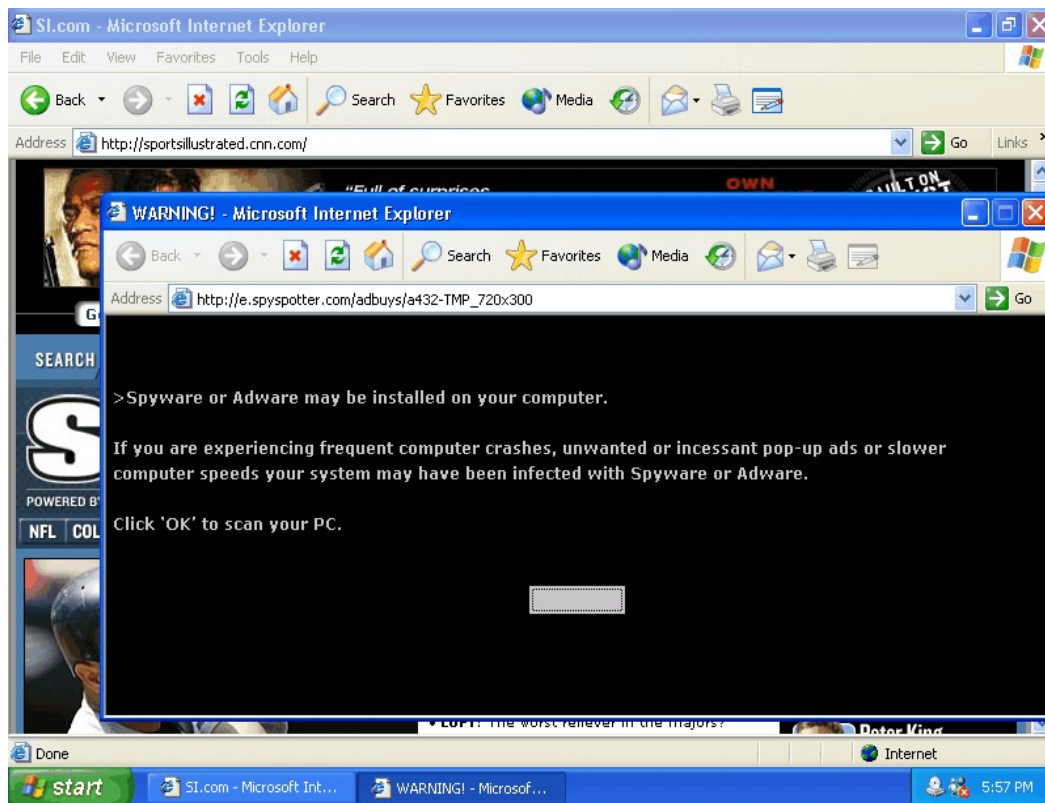 SI.com - Microsoft Internet Explorer
File Edit View Favorites Tools Help
Back Search Favorites Media
Address http://sportsillustrated.cnn.com/ Go Links
"Full of surprises
OWN
WARNING! - Microsoft Internet Explorer
Back Search Favorites Media
Address http://e.spyspotter.com/adbuys/a432-TMP_720x300 Go
SEARCH
S
POWERED B
NFL COL
>Spyware or Adware may be installed on your computer.
If you are experiencing frequent computer crashes, unwanted or incessant pop-up ads or slower
computer speeds your system may have been infected with Spyware or Adware.
Click `OK' to scan your PC.
The worst reliever in the majors?
Peter King
Done Internet
start SI.com - Microsoft Int... WARNING! - Microsof... 5:57 PM